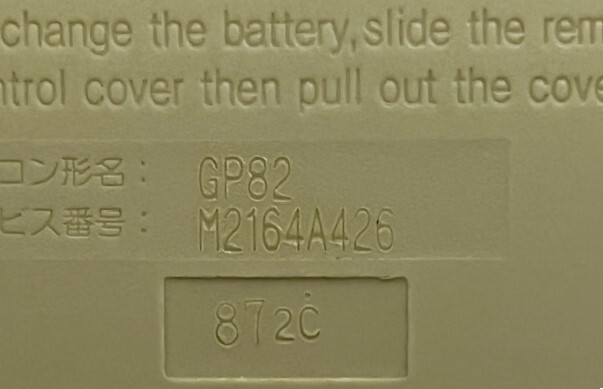 change the battery, slide the rem
ntrol cover then pull out the cove
コン形名： GP82
ビス番号： M2164A426
872Ċ